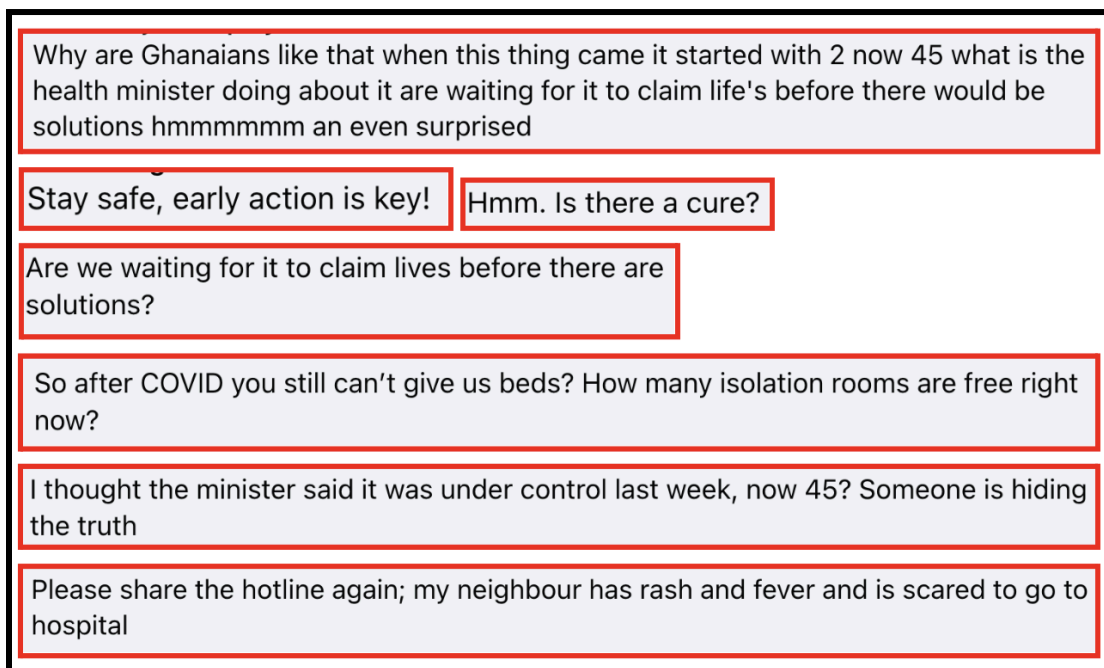 Why are Ghanaians like that when this thing came it started with 2 now 45 what is the
health minister doing about it are waiting for it to claim life's before there would be
solutions hmmmmmm an even surprised
Stay safe, early action is key!
Hmm. Is there a cure?
Are we waiting for it to claim lives before there are
solutions?
So after COVID you still can’t give us beds? How many isolation rooms are free right
now?
I thought the minister said it was under control last week, now 45? Someone is hiding
the truth
Please share the hotline again; my neighbour has rash and fever and is scared to go to
hospital